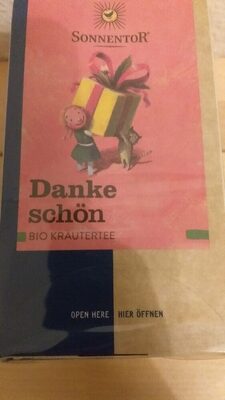 SONNENTOR®
Danke
schön
BIO KRÄUTERTEE
OPEN HERE HIER ÖFFNEN